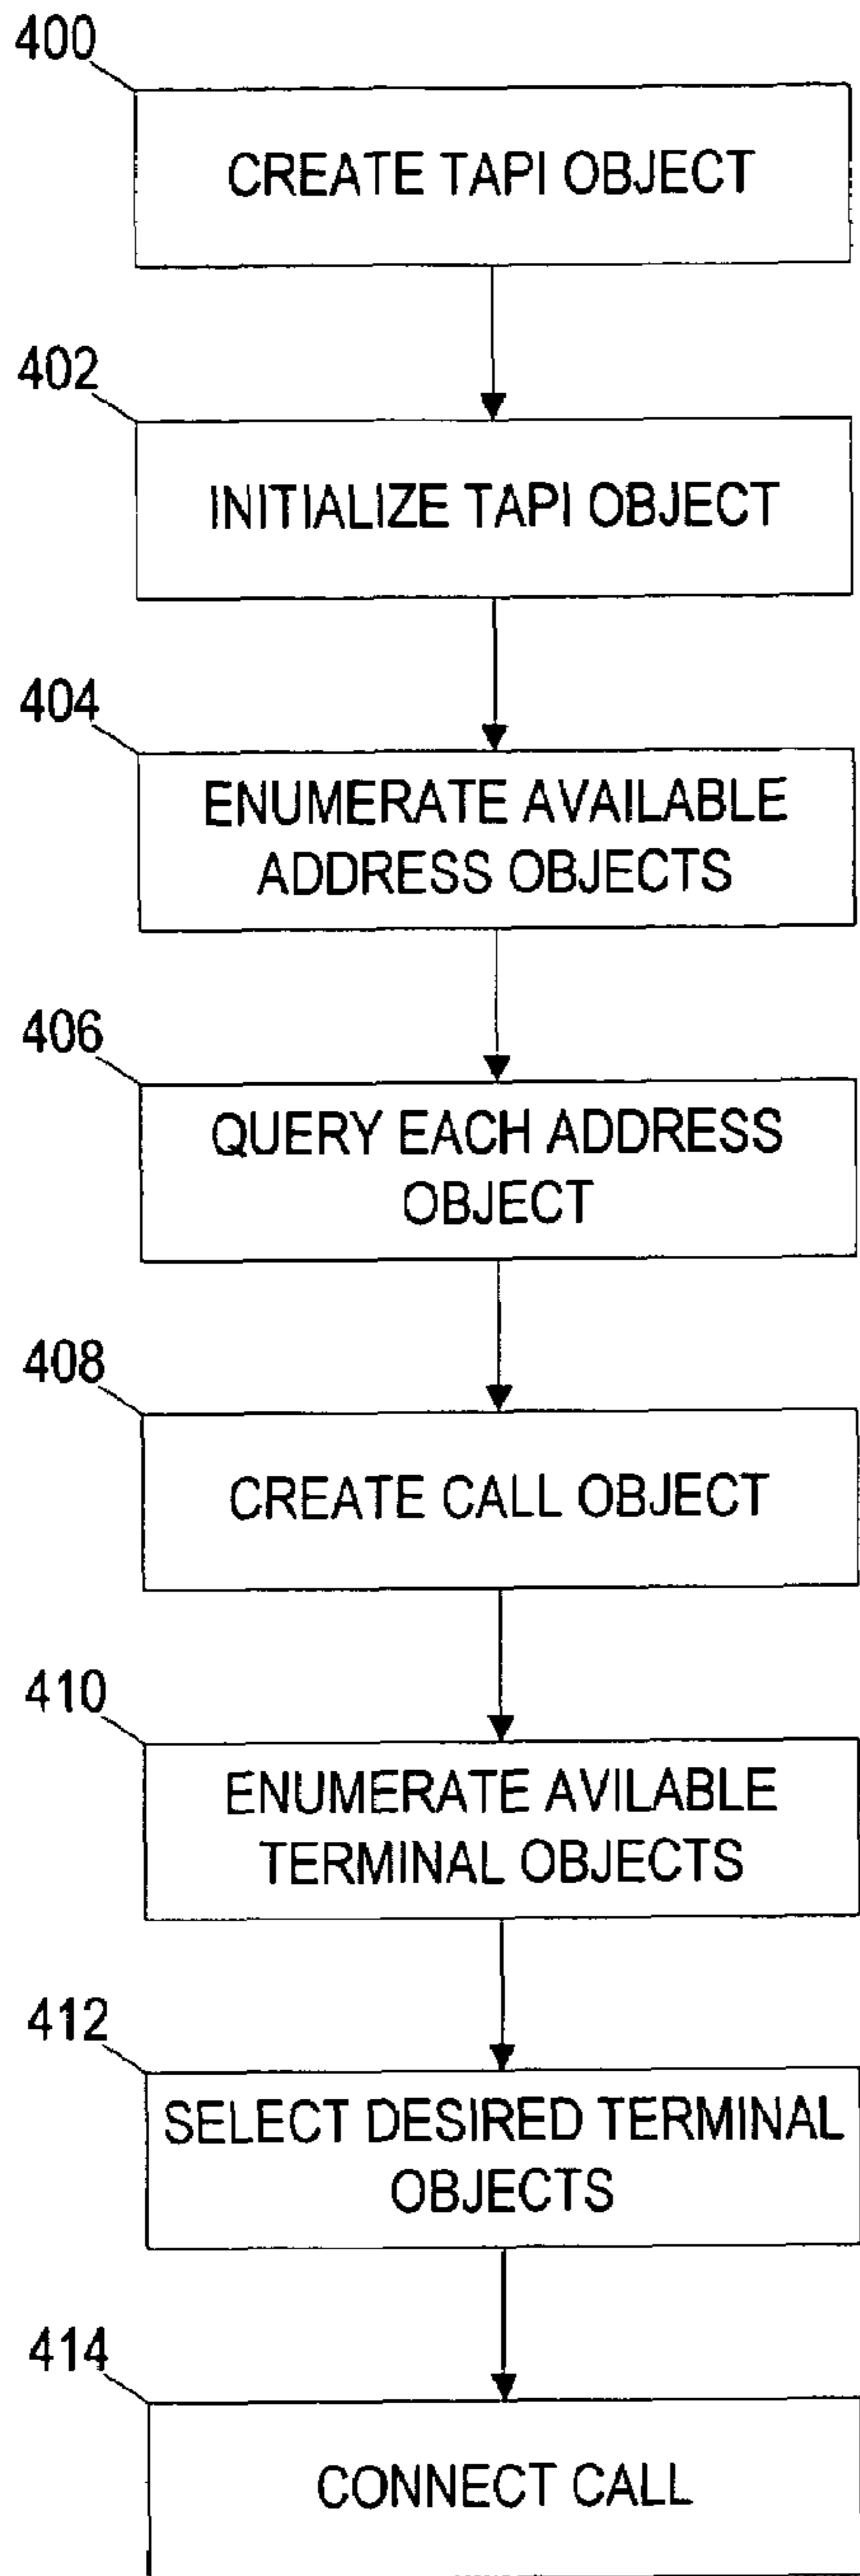 400
CREATE TAPI OBJECT
402
INITIALIZE TAPI OBJECT
404
ENUMERATE AVAILABLE
ADDRESS OBJECTS
406
QUERY EACH ADDRESS
OBJECT
408
CREATE CALL OBJECT
410
ENUMERATE AVILABLE
TERMINAL OBJECTS
412
SELECT DESIRED TERMINAL
OBJECTS
414
CONNECT CALL